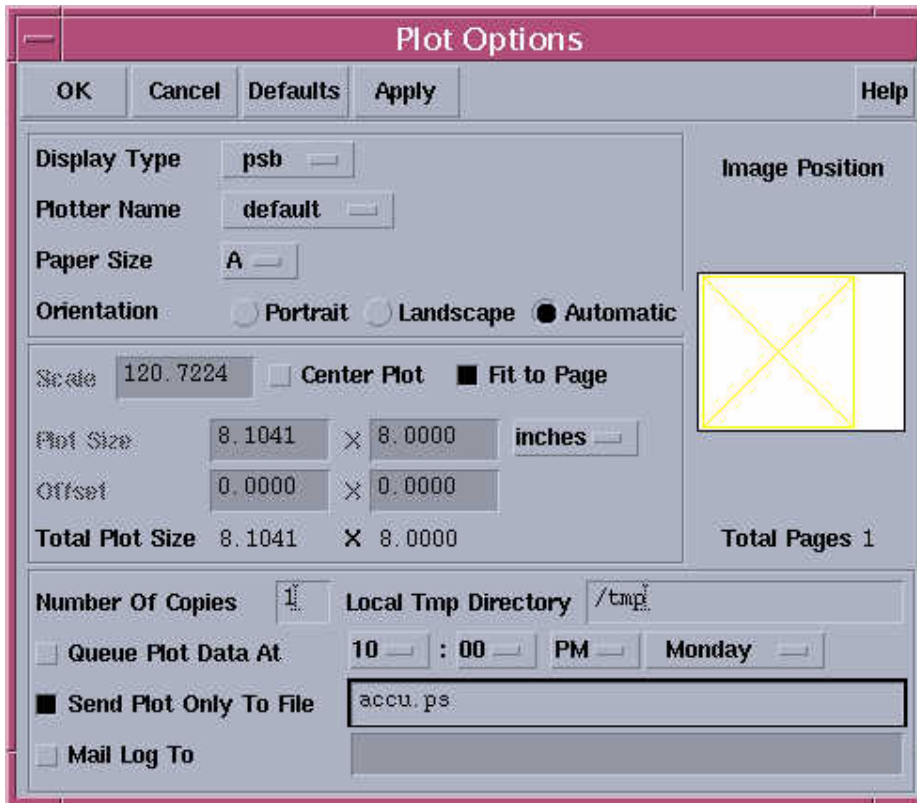 Plot Options
OK Cancel Defaults Apply Help
Display Type psb
Image Position
Plotter Name default
Paper Size A
Orientation Portrait Landscape Automatic
Scale 120.7224 Center Plot Fit to Page
Plot Size 8.1041 X 8.0000 inches
Offset 0.0000 X 0.0000
Total Plot Size 8.1041 X 8.0000
Total Pages 1
Number Of Copies 1 Local Tmp Directory /tmp
Queue Plot Data At 10 : 00 PM Monday
Send Plot Only To File accu.ps
Mail Log To